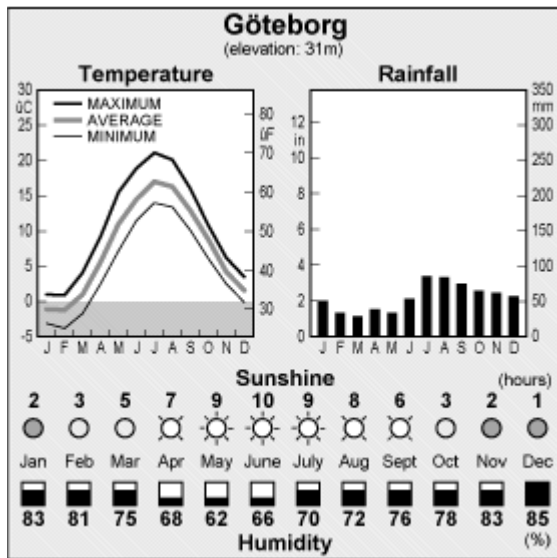 Göteborg
(elevation: 31m)
Temperature
Rainfall
30
ûC
25
20
15
10
5
0
-5
MAXIMUM
AVERAGE
MINIMUM
80
ûF
70
60
50
40
30
J F M A M J J A S O N D
12
in
10
8
6
4
2
0
350
mm
300
250
200
150
100
50
0
J F M A M J J A S O N D
Sunshine
(hours)
2 3 5 7 9 10 9 8 6 3 2 1
Jan Feb Mar Apr May June July Aug Sept Oct Nov Dec
83 81 75 68 62 66 70 72 76 78 83 85
Humidity
(%)